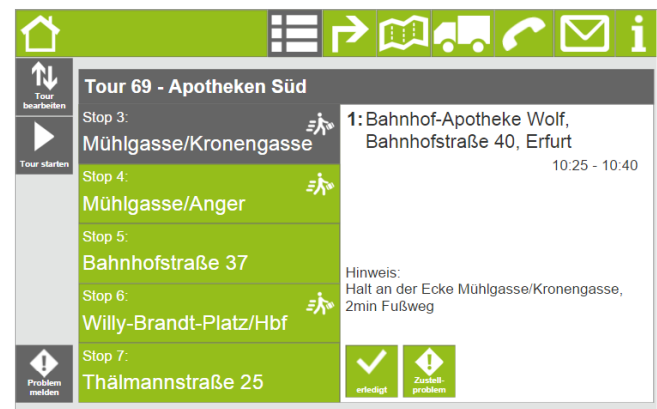 Tour
bearbeiten
Tour starten
Problem
melden
Tour 69 - Apotheken Süd
Stop 3:
Mühlgasse/Kronengasse
Stop 4:
Mühlgasse/Anger
Stop 5:
Bahnhofstraße 37
Stop 6:
Willy-Brandt-Platz/Hbf
Stop 7:
Thälmannstraße 25
1: Bahnhof-Apotheke Wolf,
Bahnhofstraße 40, Erfurt
10:25 - 10:40
Hinweis:
Halt an der Ecke Mühlgasse/Kronengasse,
2min Fußweg
erledigt
Zustell-
problem